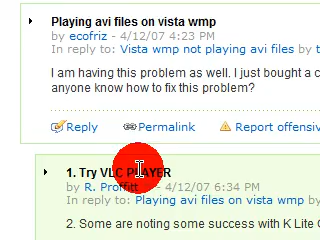 Playing avi files on vista wmp
by ecofriz - 4/12/07 4:23 PM
In reply to: Vista wmp not playing avi files by
I am having this problem as well. I just bought a c
anyone know how to fix this problem?
Reply Permalink Report offensiv
1. Try VLC PLAYER
by R. Proffitt - 4/12/07 6:34 PM
In reply to: Playing avi files on vista wmp by
2. Some are noting some success with K Lite C